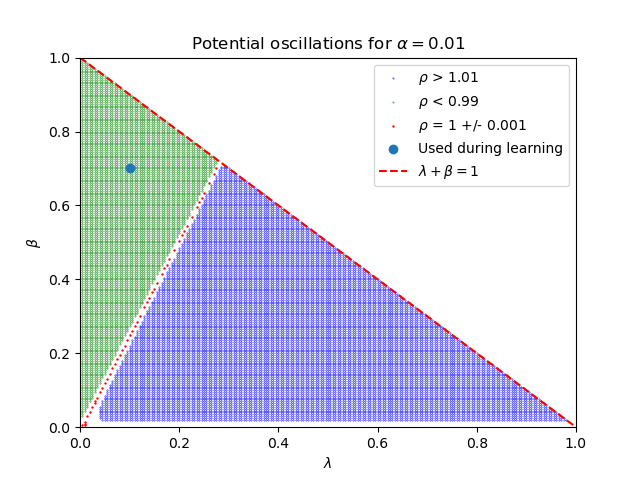 Potential oscillations for α = 0.01
1.0
0.8
0.6
0.4
0.2
0.0
β
0.0 0.2 0.4 0.6 0.8 1.0
λ
ρ > 1.01
ρ < 0.99
ρ = 1 +/- 0.001
Used during learning
λ + β = 1